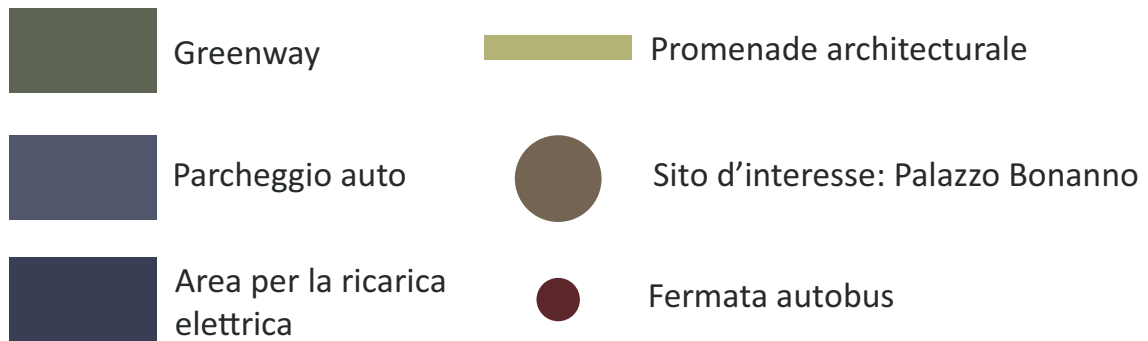 Greenway
Promenade architecturale
Parcheggio auto
Sito d’interesse: Palazzo Bonanno
Area per la ricarica
elettrica
Fermata autobus